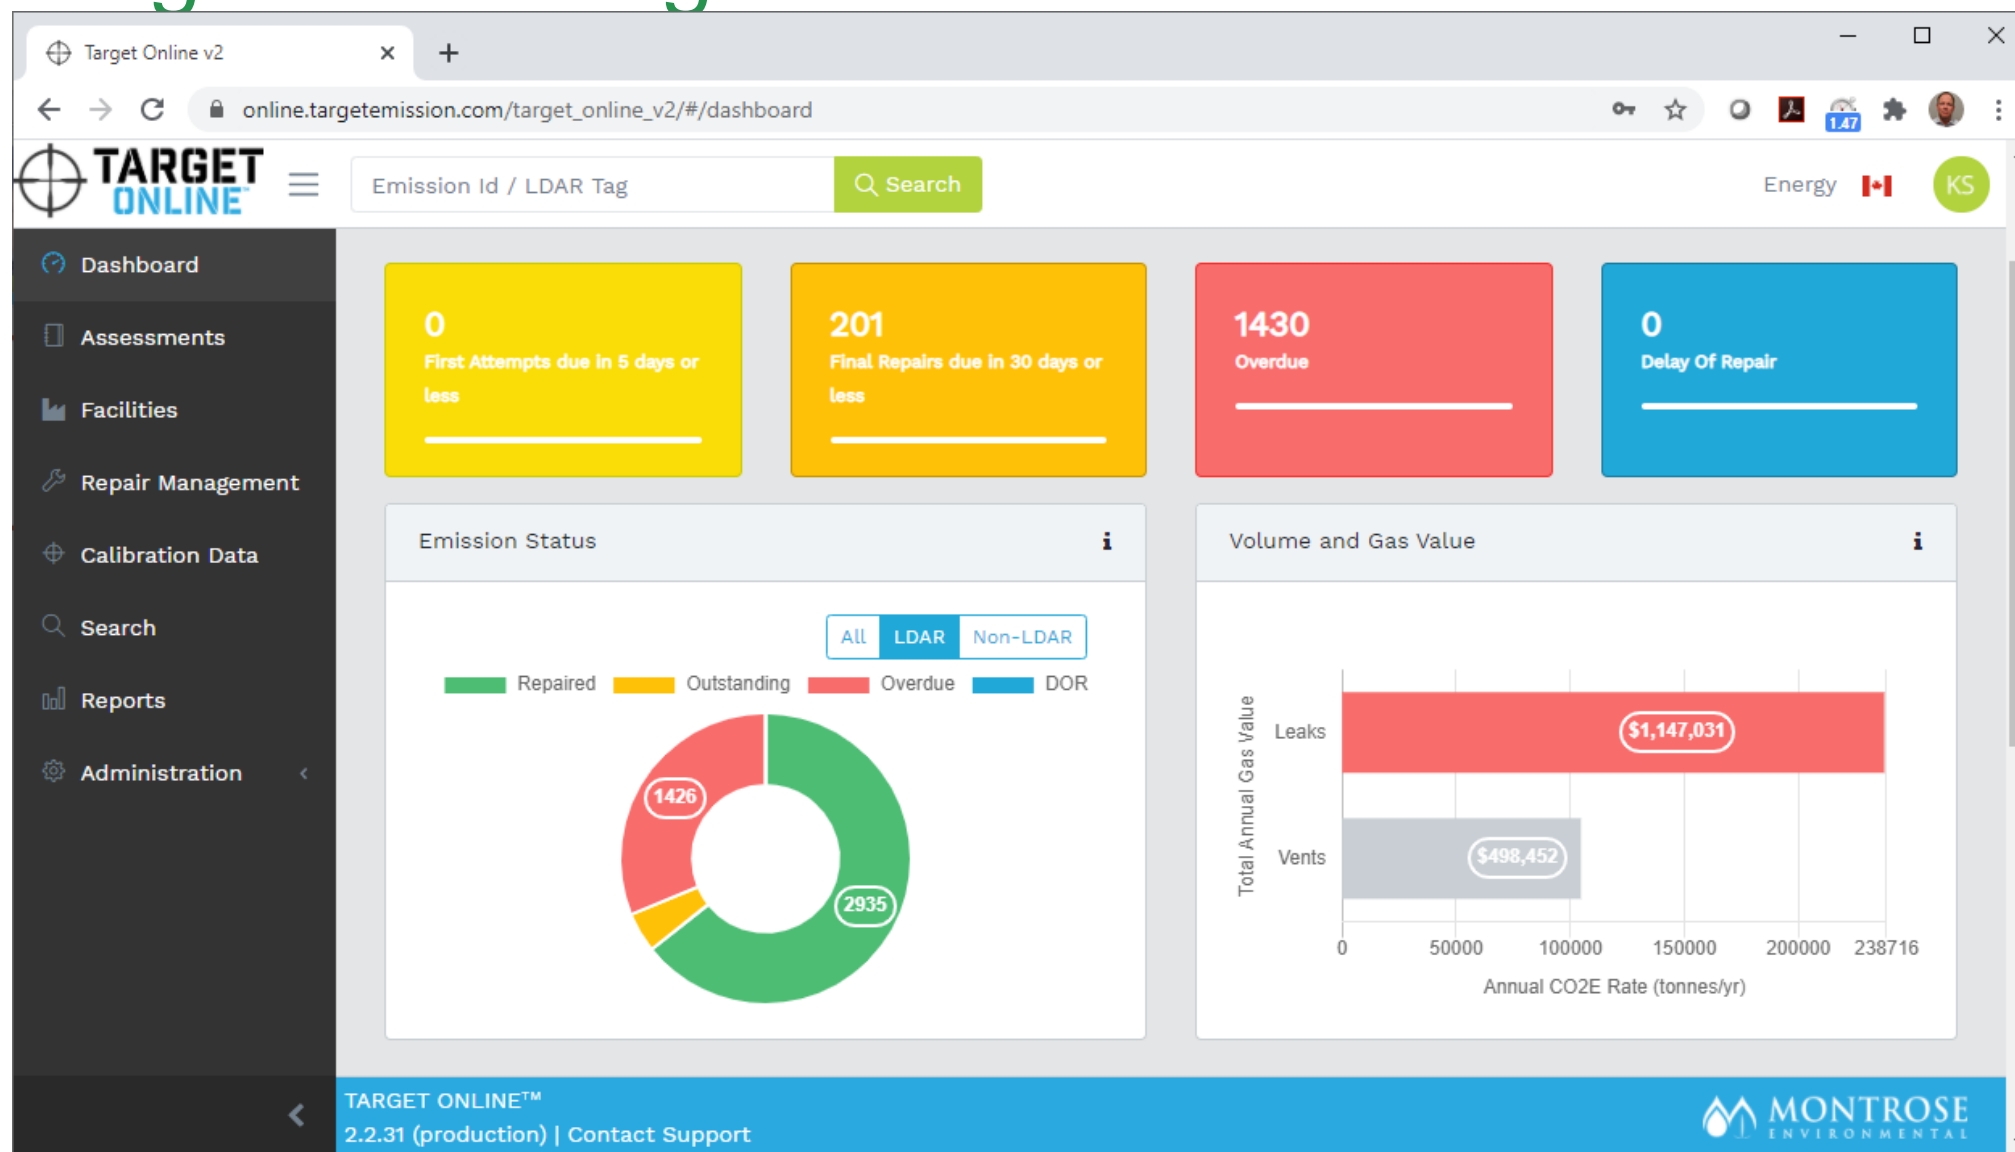 Target Online v2
online.targetemission.com/target_online_v2/#/dashboard
1.47
TARGET
ONLINE™
Emission Id / LDAR Tag
Search
Energy
KS
Dashboard
Assessments
Facilities
Repair Management
Calibration Data
Search
Reports
Administration
0
First Attempts due in 5 days or
less
201
Final Repairs due in 30 days or
less
1430
Overdue
0
Delay Of Repair
Emission Status
i
All LDAR Non-LDAR
Repaired Outstanding Overdue DOR
1426
2935
Volume and Gas Value
i
Total Annual Gas Value
Leaks
$1,147,031
Vents
$498,452
0 50000 100000 150000 200000 238716
Annual CO2E Rate (tonnes/yr)
TARGET ONLINE™
2.2.31 (production) | Contact Support
MONTROSE
ENVIRONMENTAL